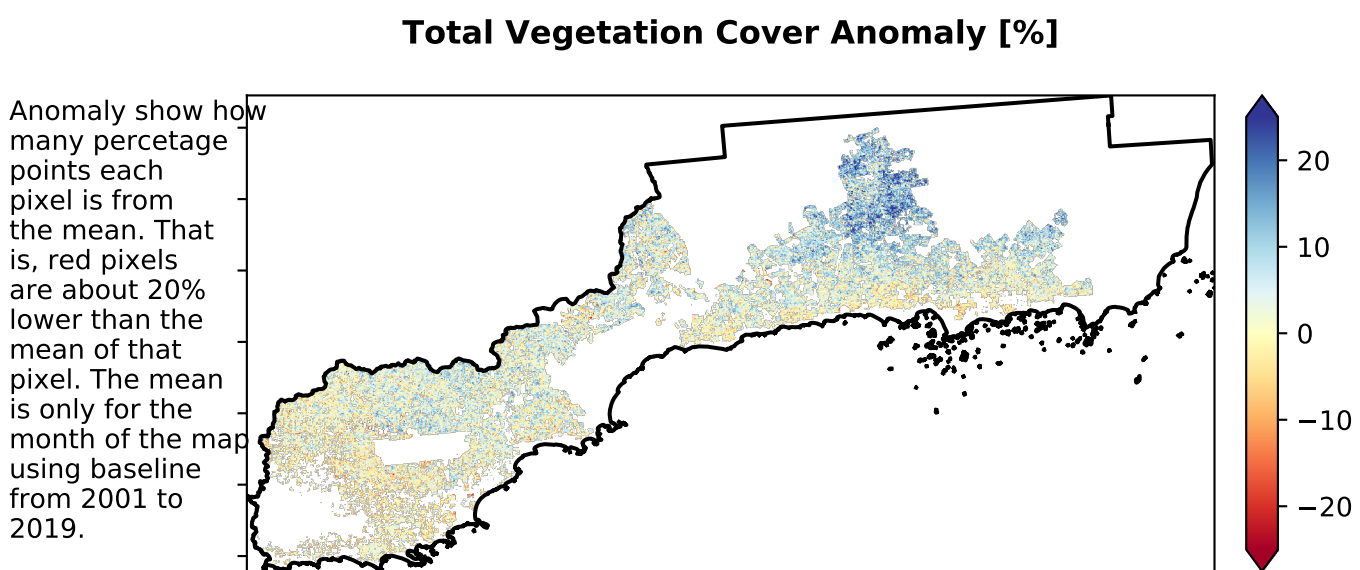 Total Vegetation Cover Anomaly [%]
Anomaly show how
many percetage
points each
pixel is from
the mean. That
is, red pixels
are about 20%
lower than the
mean of that
pixel. The mean
is only for the
month of the map
using baseline
from 2001 to
2019.
20
10
0
−10
−20